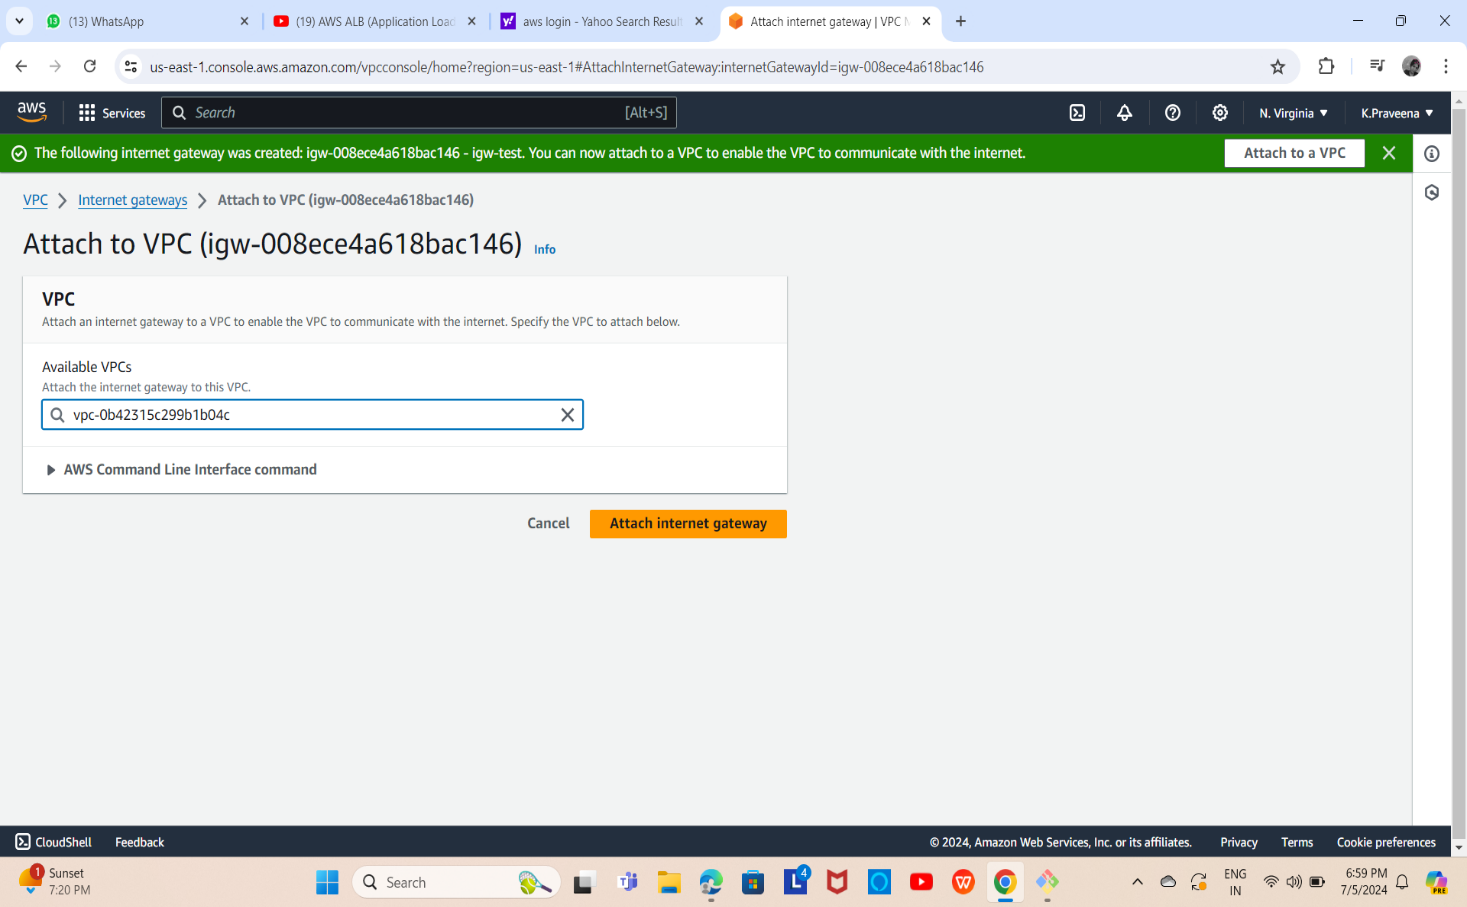 (13) WhatsApp
(19) AWS ALB (Application Load
aws login - Yahoo Search Result
Attach internet gateway | VPC
us-east-1.console.aws.amazon.com/vpcconsole/home?region=us-east-1#AttachInternetGateway:internetGatewayId=igw-008ece4a618bac146
aws
Services
Search
[Alt+S]
N. Virginia
K.Praveena
The following internet gateway was created: igw-008ece4a618bac146 - igw-test. You can now attach to a VPC to enable the VPC to communicate with the internet.
Attach to a VPC
VPC
Internet gateways
Attach to VPC (igw-008ece4a618bac146)
Attach to VPC (igw-008ece4a618bac146)
Info
VPC
Attach an internet gateway to a VPC to enable the VPC to communicate with the internet. Specify the VPC to attach below.
Available VPCs
Attach the internet gateway to this VPC.
vpc-0b42315c299b1b04c
AWS Command Line Interface command
Cancel
Attach internet gateway
CloudShell
Feedback
© 2024, Amazon Web Services, Inc. or its affiliates.
Privacy
Terms
Cookie preferences
1
Sunset
7:20 PM
Search
4
ENG
IN
6:59 PM
7/5/2024
PRE